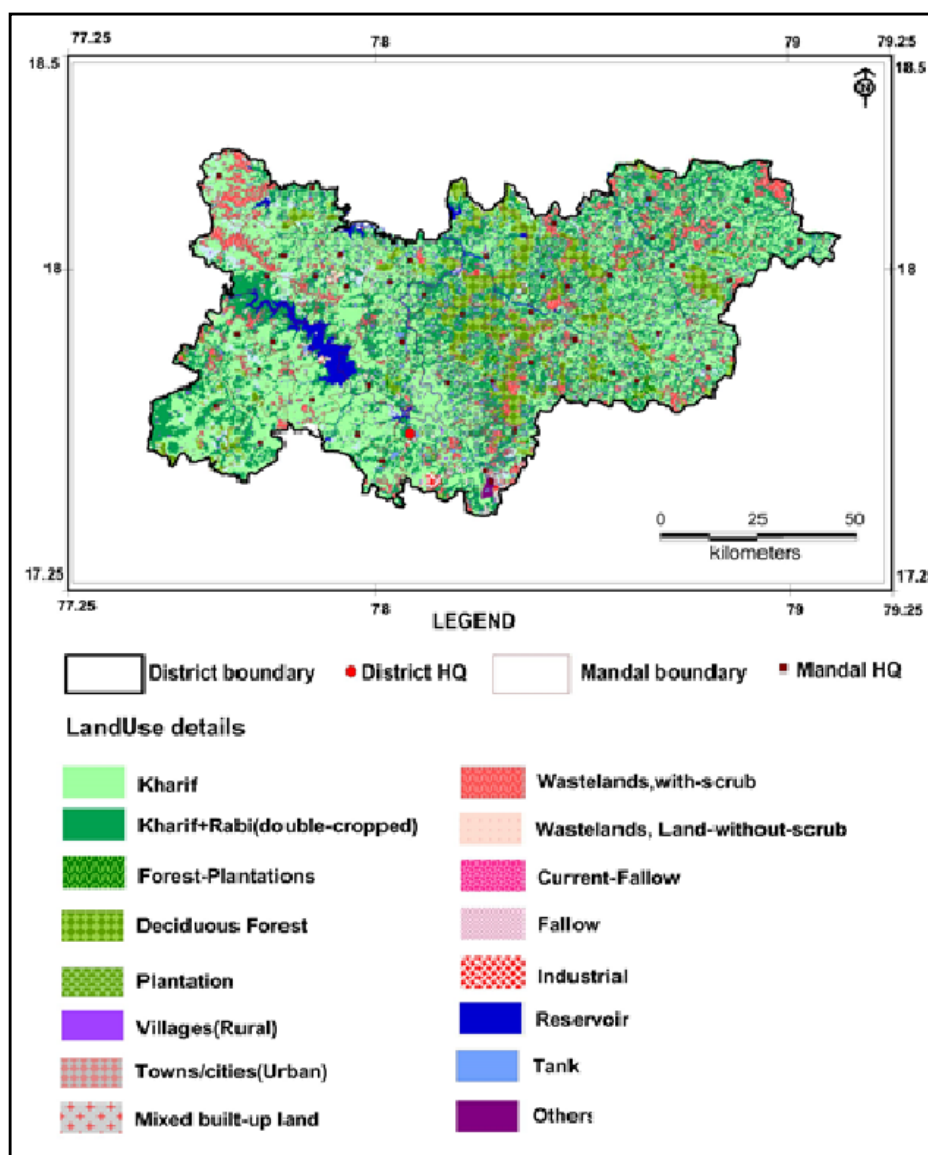 77.25 78 79 79.25
18.5 18.5
N
18 18
0 25 50
kilometers
17.25 17.25
77.25 78 79 79.25
LEGEND
District boundary District HQ Mandal boundary Mandal HQ
LandUse details
Kharif
Kharif+Rabi(double-cropped)
Forest-Plantations
Deciduous Forest
Plantation
Villages(Rural)
Towns/cities(Urban)
Mixed built-up land
Wastelands,with-scrub
Wastelands, Land-without-scrub
Current-Fallow
Fallow
Industrial
Reservoir
Tank
Others